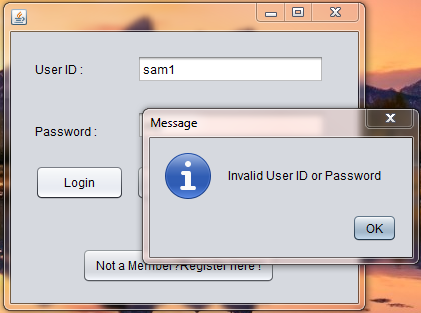 User ID :
sam1
Password :
Message
Invalid User ID or Password
Login
OK
Not a Member?Register here !